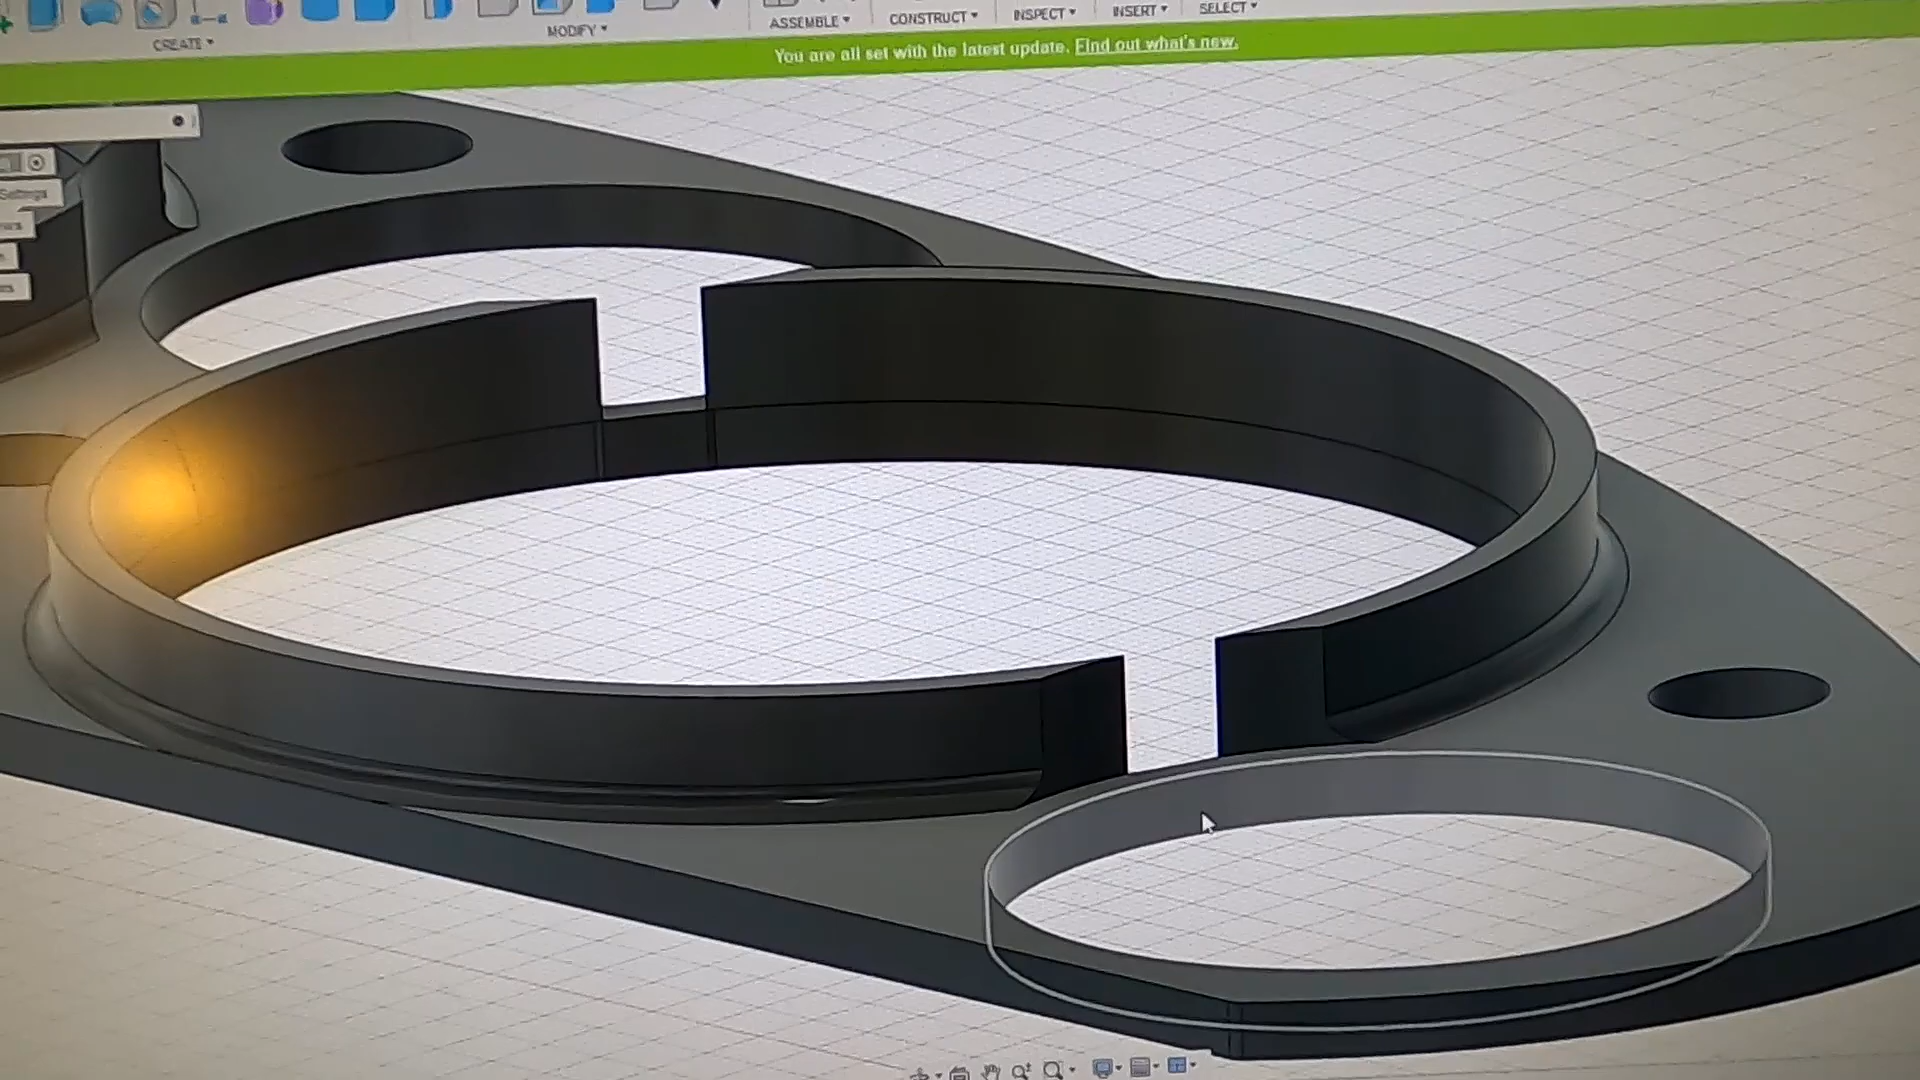 CREATE
MODIFY
ASSEMBLE
CONSTRUCT
INSPECT
INSERT
SELECT
You are all set with the latest update. Find out what's new.
Settings